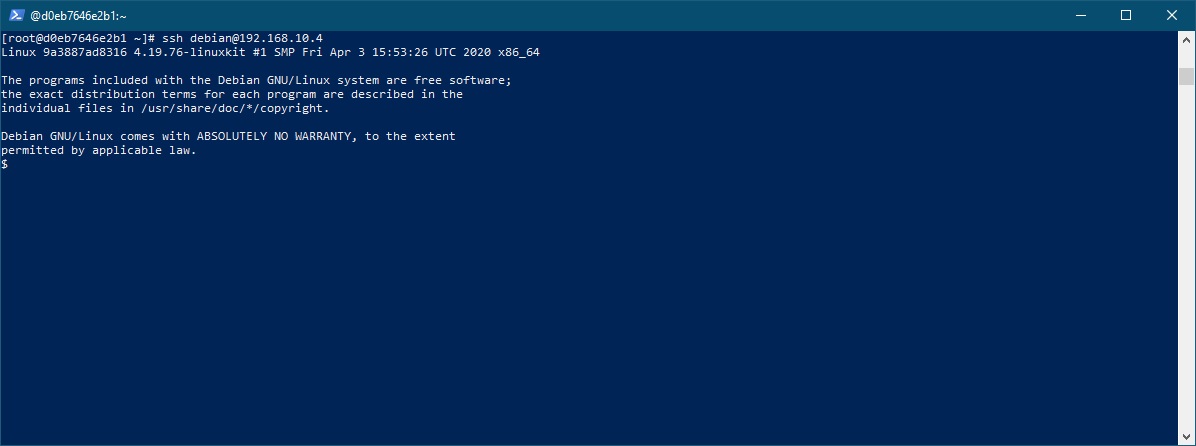 @d0eb7646e2b1:~
[root@d0eb7646e2b1 ~]# ssh debian@192.168.10.4
Linux 9a3887ad8316 4.19.76-linuxkit #1 SMP Fri Apr 3 15:53:26 UTC 2020 x86_64
The programs included with the Debian GNU/Linux system are free software;
the exact distribution terms for each program are described in the
individual files in /usr/share/doc/*/copyright.
Debian GNU/Linux comes with ABSOLUTELY NO WARRANTY, to the extent
permitted by applicable law.
$